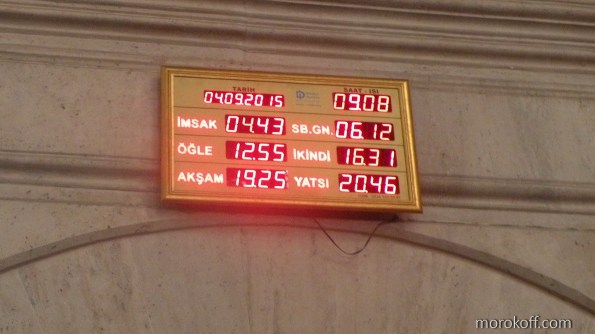 TARİH SAAT - ISI
04.09.2015 09.08
İMSAK 04.43 SB.GN. 06.12
ÖĞLE 12.55 İKİNDİ 16.31
AKŞAM 19.25 YATSI 20.46
morokoff.com